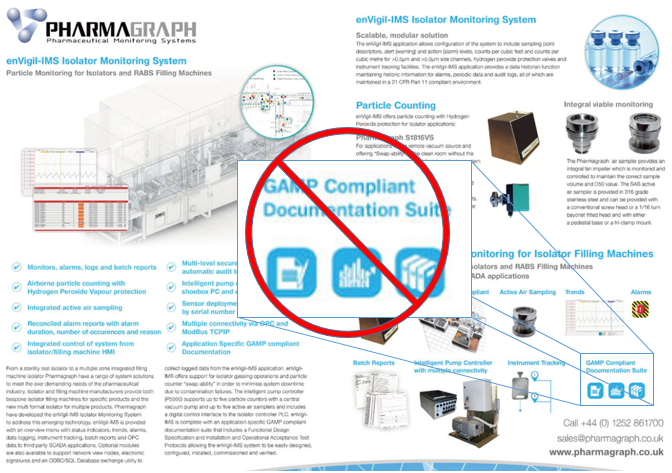 PHARMAGRAPH
Pharmaceutical Monitoring Systems
enVigil-IMS Isolator Monitoring System
Particle Monitoring for Isolators and RABS Filling Machines
Monitors, alarms, logs and batch reports
Airborne particle counting with
Hydrogen Peroxide Vapour protection
Integrated active air sampling
Reconciled alarm reports with alarm
duration, number of occurences and reason
Integrated control of system from
isolator/filling machine HMI
Multi-level secure
automatic audit
Intelligent pump
shoebox PC and
Sensor deployme
by serial number
Multiple connectivity via OPC and
ModBus TCPIP
Application Specific GAMP compliant
Documentation
From a sterility test isolator to a multiple zone integrated filling
machine isolator Pharmagraph have a range of system solutions
to meet the ever demanding needs of the pharmaceutical
industry. Isolator and filling machine manufacturers provide both
bespoke isolator filling machines for specific products and the
new multi format isolator for multiple products. Pharmagraph
have developed the enVigil-IMS Isolator Monitoring System
to address this emerging technology. enVigil-IMS is provided
with an overview menu with status indicators, trends, alarms,
data logging, instrument tracking, batch reports and OPC
data to third party SCADA applications. Optional modules
are also available to support network view nodes, electronic
signatures and an ODBC/SQL Database exchange utility to
collect logged data from the enVigil-IMS application. enVigil-
IMS offers support for isolator passing operations and particle
counter "swap-ability" in order to minimise system downtime
due to contamination failures. The intelligent pump controller
(P5350) supports up to five particle counters with a central
vacuum pump and up to five active air samplers and includes
a digital control interface to the isolator controller PLC. enVigil-
IMS is complete with an application specific GAMP compliant
documentation suite that includes a Functional Design
Specification and Installation and Operational Acceptance Test
Protocols allowing the enVigil-IMS system to be easily designed,
configured, installed, commissioned and verified.
enVigil-IMS Isolator Monitoring System
Scalable, modular solution
The enVigil-IMS application allows configuration of the system to include sampling point
descriptors, alert (warning) and action (alarm) levels, counts per cubic feet and counts per
cubic metre for >0.5µm and >5.0µm size channels, hydrogen peroxide protection valves and
instrument tracking facilities. The enVigil-IMS application provides a data historian function
maintaining historic information for alarms, periodic data and audit logs, all of which are
maintained in a 21 CFR Part 11 compliant environment.
Particle Counting
enVigil-IMS offers particle counting with Hydrogen
Peroxide protection for isolator applications:
graph S1816VS
For applications
remote vacuum source and
offering "Swap-ability"
the clean room without the
Integral viable monitoring
The Pharmagraph air sampler provides an
integral fan impeller which is monitored and
controlled to maintain the correct sample
volume and D50 value. The SAS active
air sampler is provided in 316 grade
stainless steel and can be provided with
a conventional screw head or a 1/16 turn
bayonet fitted head and with either
a pedestal base or a tri-clamp mount.
GAMP Compliant
Documentation Suite
onitoring for Isolator Filling Machines
olators and RABS Filling Machines
ADA applications
pliant
Active Air Sampling
Trends
Alarms
Batch Reports
Intelligent Pump Controller
with multiple connectivity
Instrument Tracking
GAMP Compliant
Documentation Suite
Call +44 (0) 1252 861700
sales@pharmagraph.co.uk
www.pharmagraph.co.uk